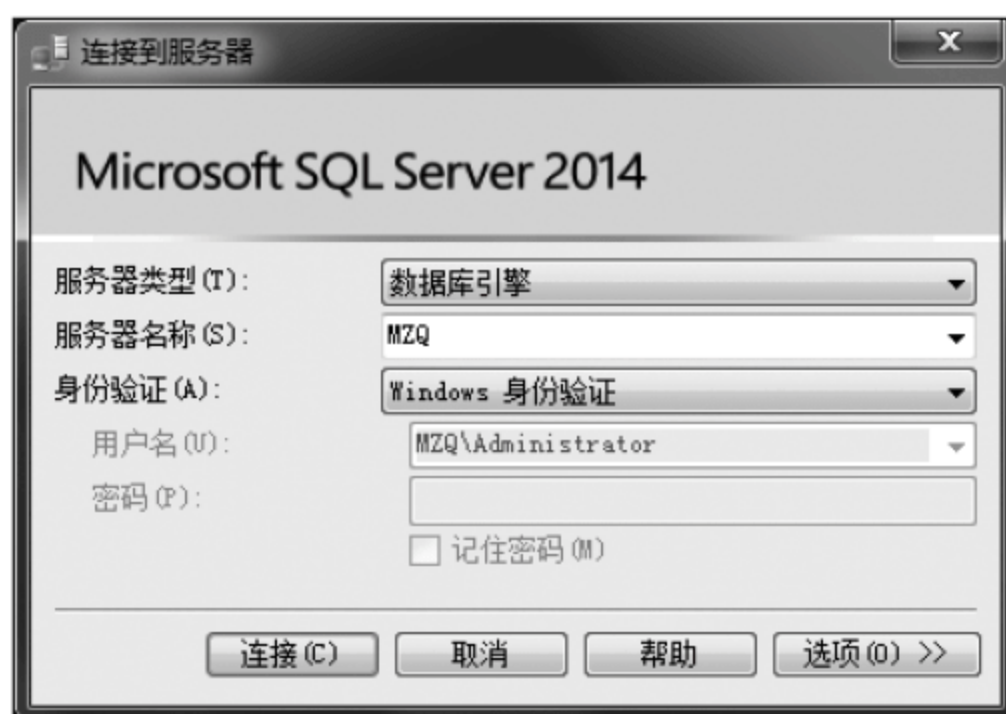 连接到服务器
Microsoft SQL Server 2014
服务器类型(T): 数据库引擎
服务器名称(S): MZQ
身份验证(A): Windows 身份验证
用户名(U): MZQ\Administrator
密码(P):
记住密码(M)
连接(C) 取消 帮助 选项(O) >>